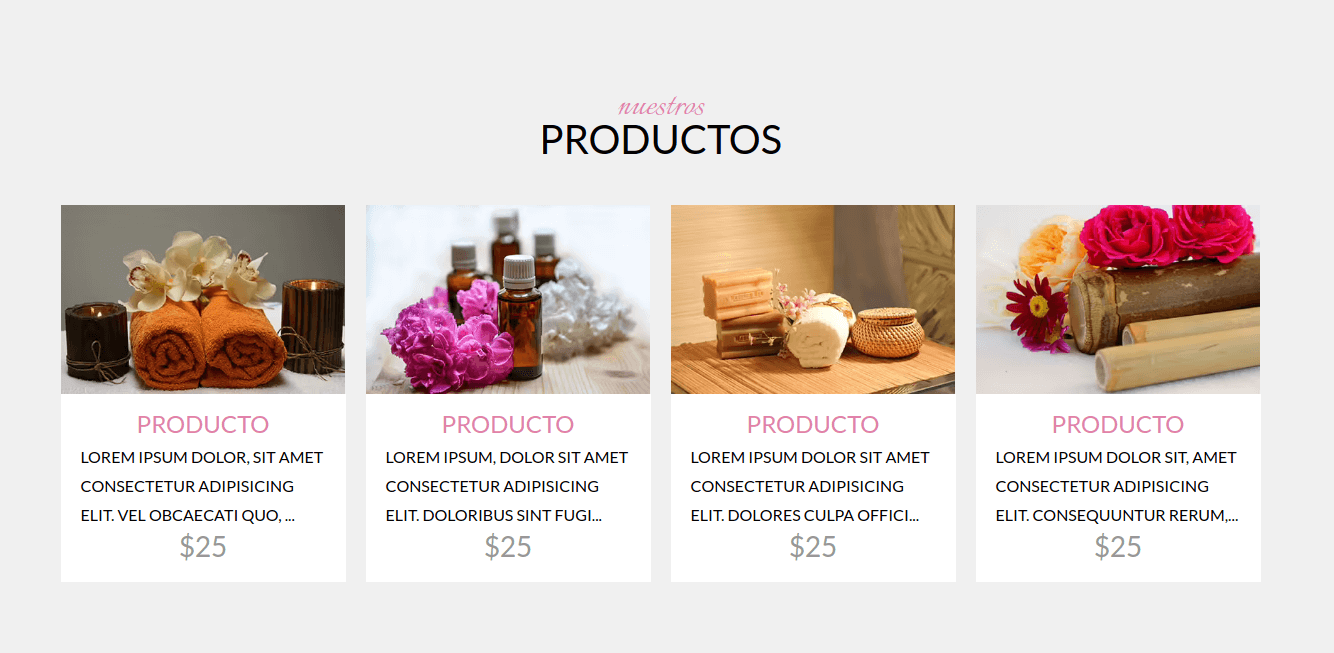 nuestros
PRODUCTOS
PRODUCTO
LOREM IPSUM DOLOR, SIT AMET
CONSECTETUR ADIPISICING
ELIT. VEL OBCAECATI QUO, ...
$25
PRODUCTO
LOREM IPSUM, DOLOR SIT AMET
CONSECTETUR ADIPISICING
ELIT. DOLORIBUS SINT FUGI...
$25
PRODUCTO
LOREM IPSUM DOLOR SIT AMET
CONSECTETUR ADIPISICING
ELIT. DOLORES CULPA OFFICI...
$25
PRODUCTO
LOREM IPSUM DOLOR SIT, AMET
CONSECTETUR ADIPISICING
ELIT. CONSEQUUNTUR RERUM,...
$25